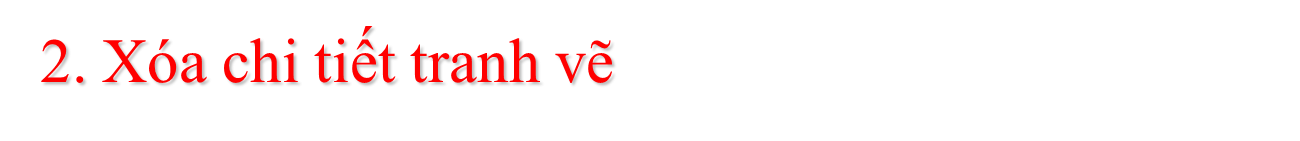 2. Xóa chi tiết tranh vẽ